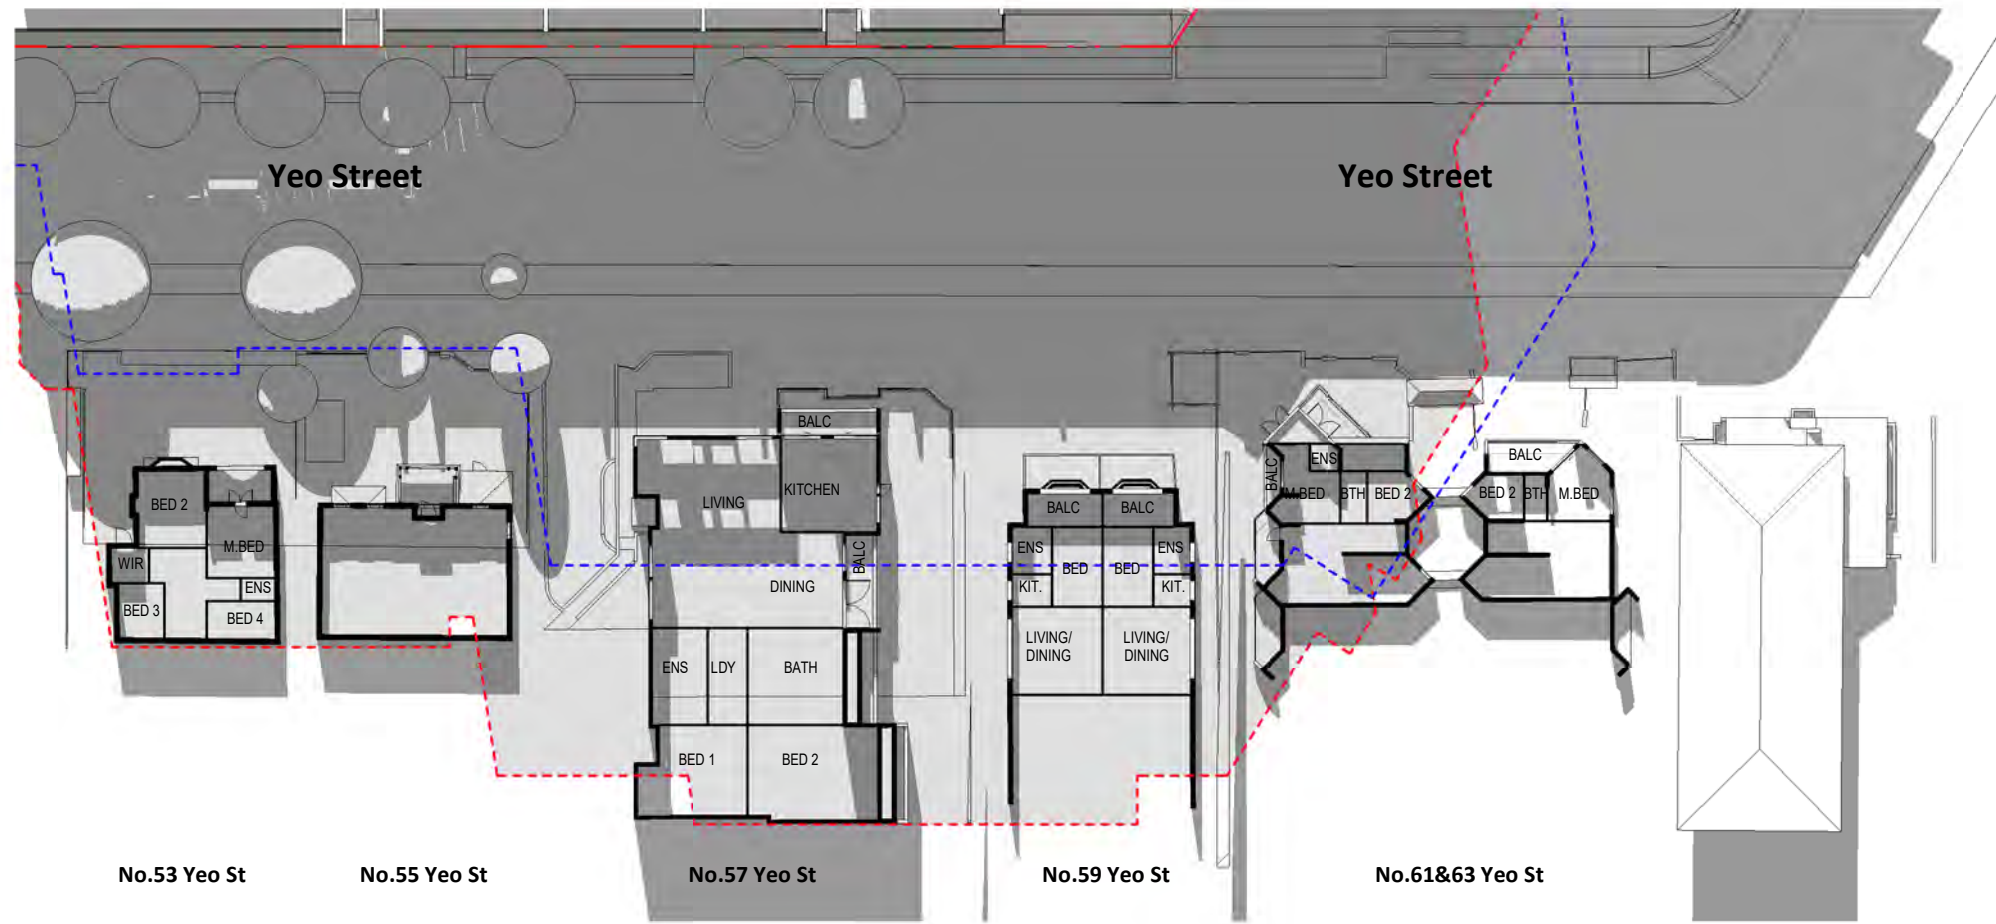 Yeo Street
Yeo Street
BALC
LIVING
KITCHEN
BALC
DINING
ENS
LDY
BATH
BED 1
BED 2
BED 2
M.BED
WIR
ENS
BED 3
BED 4
BALC
BALC
ENS
BED
BED
ENS
KIT.
KIT.
LIVING/
DINING
LIVING/
DINING
BALC
ENS
M.BED
BTH
BED 2
BALC
BED 2
BTH
M.BED
No.53 Yeo St
No.55 Yeo St
No.57 Yeo St
No.59 Yeo St
No.61&63 Yeo St